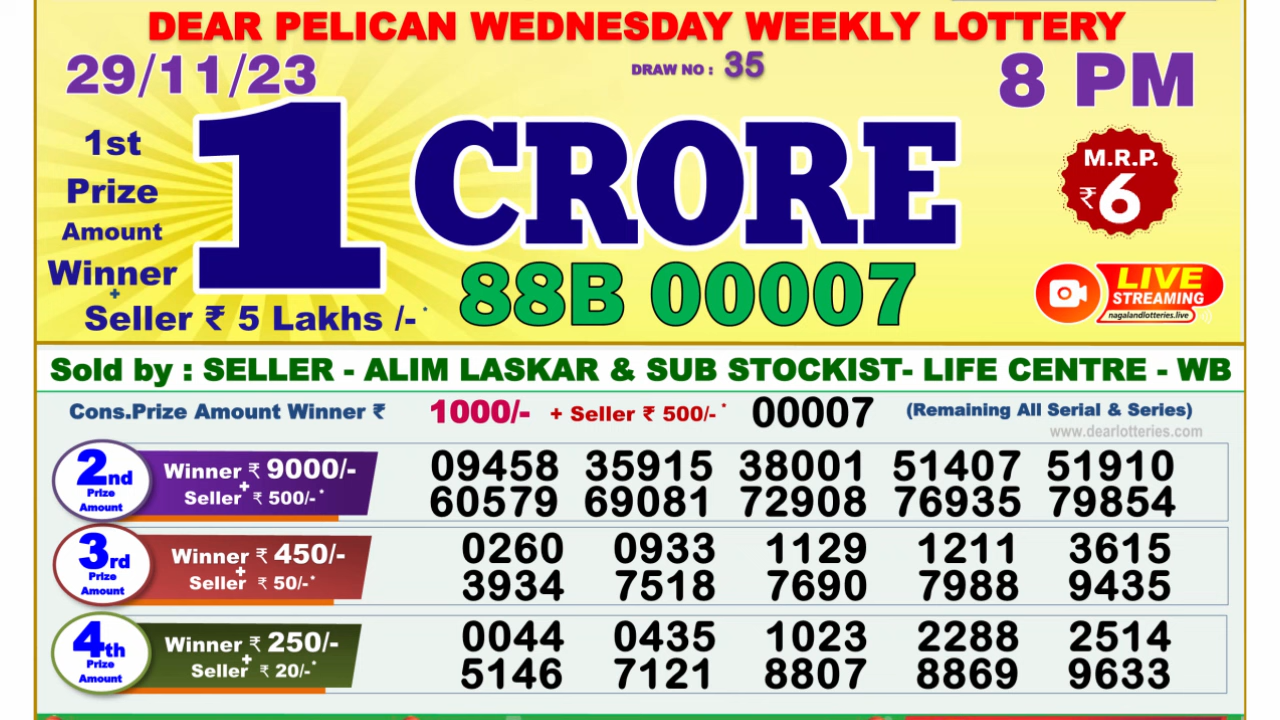 DEAR PELICAN WEDNESDAY WEEKLY LOTTERY
29/11/23
DRAW NO : 35
8 PM
1st
Prize
Amount
Winner
+
Seller ₹ 5 Lakhs /-*
1 CRORE
88B 00007
M.R.P.
₹6
LIVE
STREAMING
nagalandlotteries.live
Sold by : SELLER - ALIM LASKAR & SUB STOCKIST- LIFE CENTRE - WB
Cons.Prize Amount Winner ₹ 1000/- + Seller ₹ 500/-* 00007 (Remaining All Serial & Series)
www.dearlotteries.com
2nd
Prize
Amount
Winner ₹ 9000/-
+
Seller ₹ 500/-*
09458 35915 38001 51407 51910
60579 69081 72908 76935 79854
3rd
Prize
Amount
Winner ₹ 450/-
+
Seller ₹ 50/-*
0260 0933 1129 1211 3615
3934 7518 7690 7988 9435
4th
Prize
Amount
Winner ₹ 250/-
+
Seller ₹ 20/-*
0044 0435 1023 2288 2514
5146 7121 8807 8869 9633